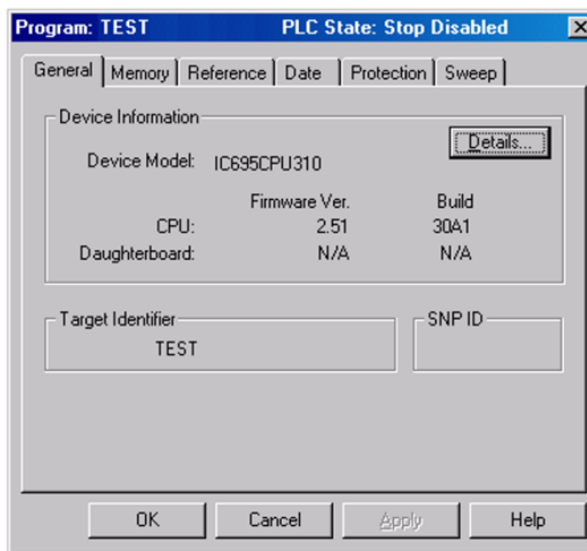 Program: TEST PLC State: Stop Disabled
General Memory Reference Date Protection Sweep
Device Information
Details...
Device Model: IC695CPU310
Firmware Ver. Build
CPU: 2.51 30A1
Daughterboard: N/A N/A
Target Identifier SNP ID
TEST
OK Cancel Apply Help